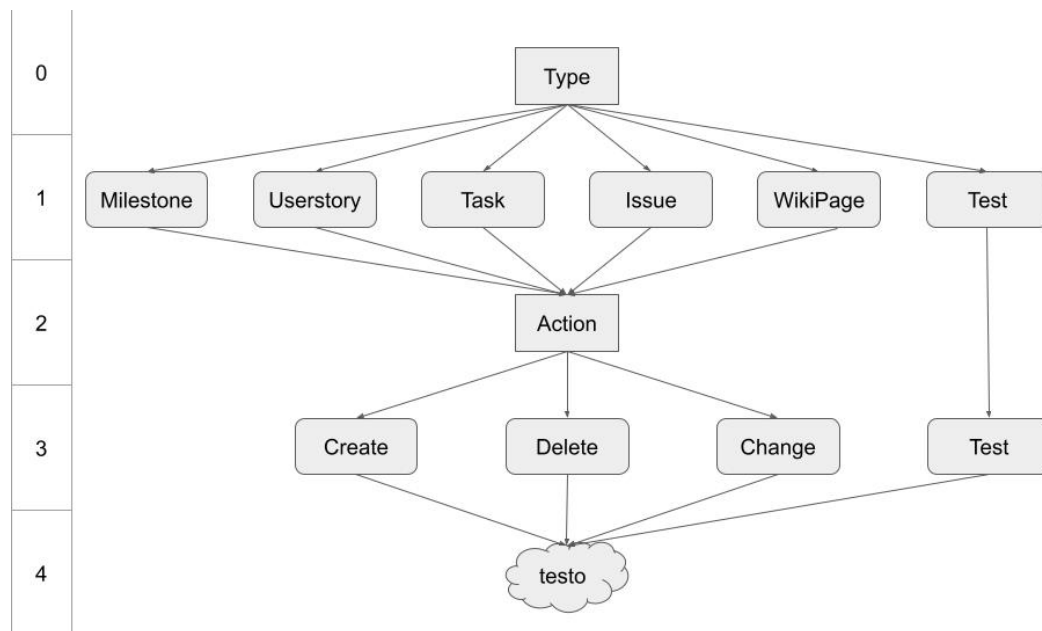 0
Type
1
Milestone
Userstory
Task
Issue
WikiPage
Test
2
Action
3
Create
Delete
Change
Test
4
testo